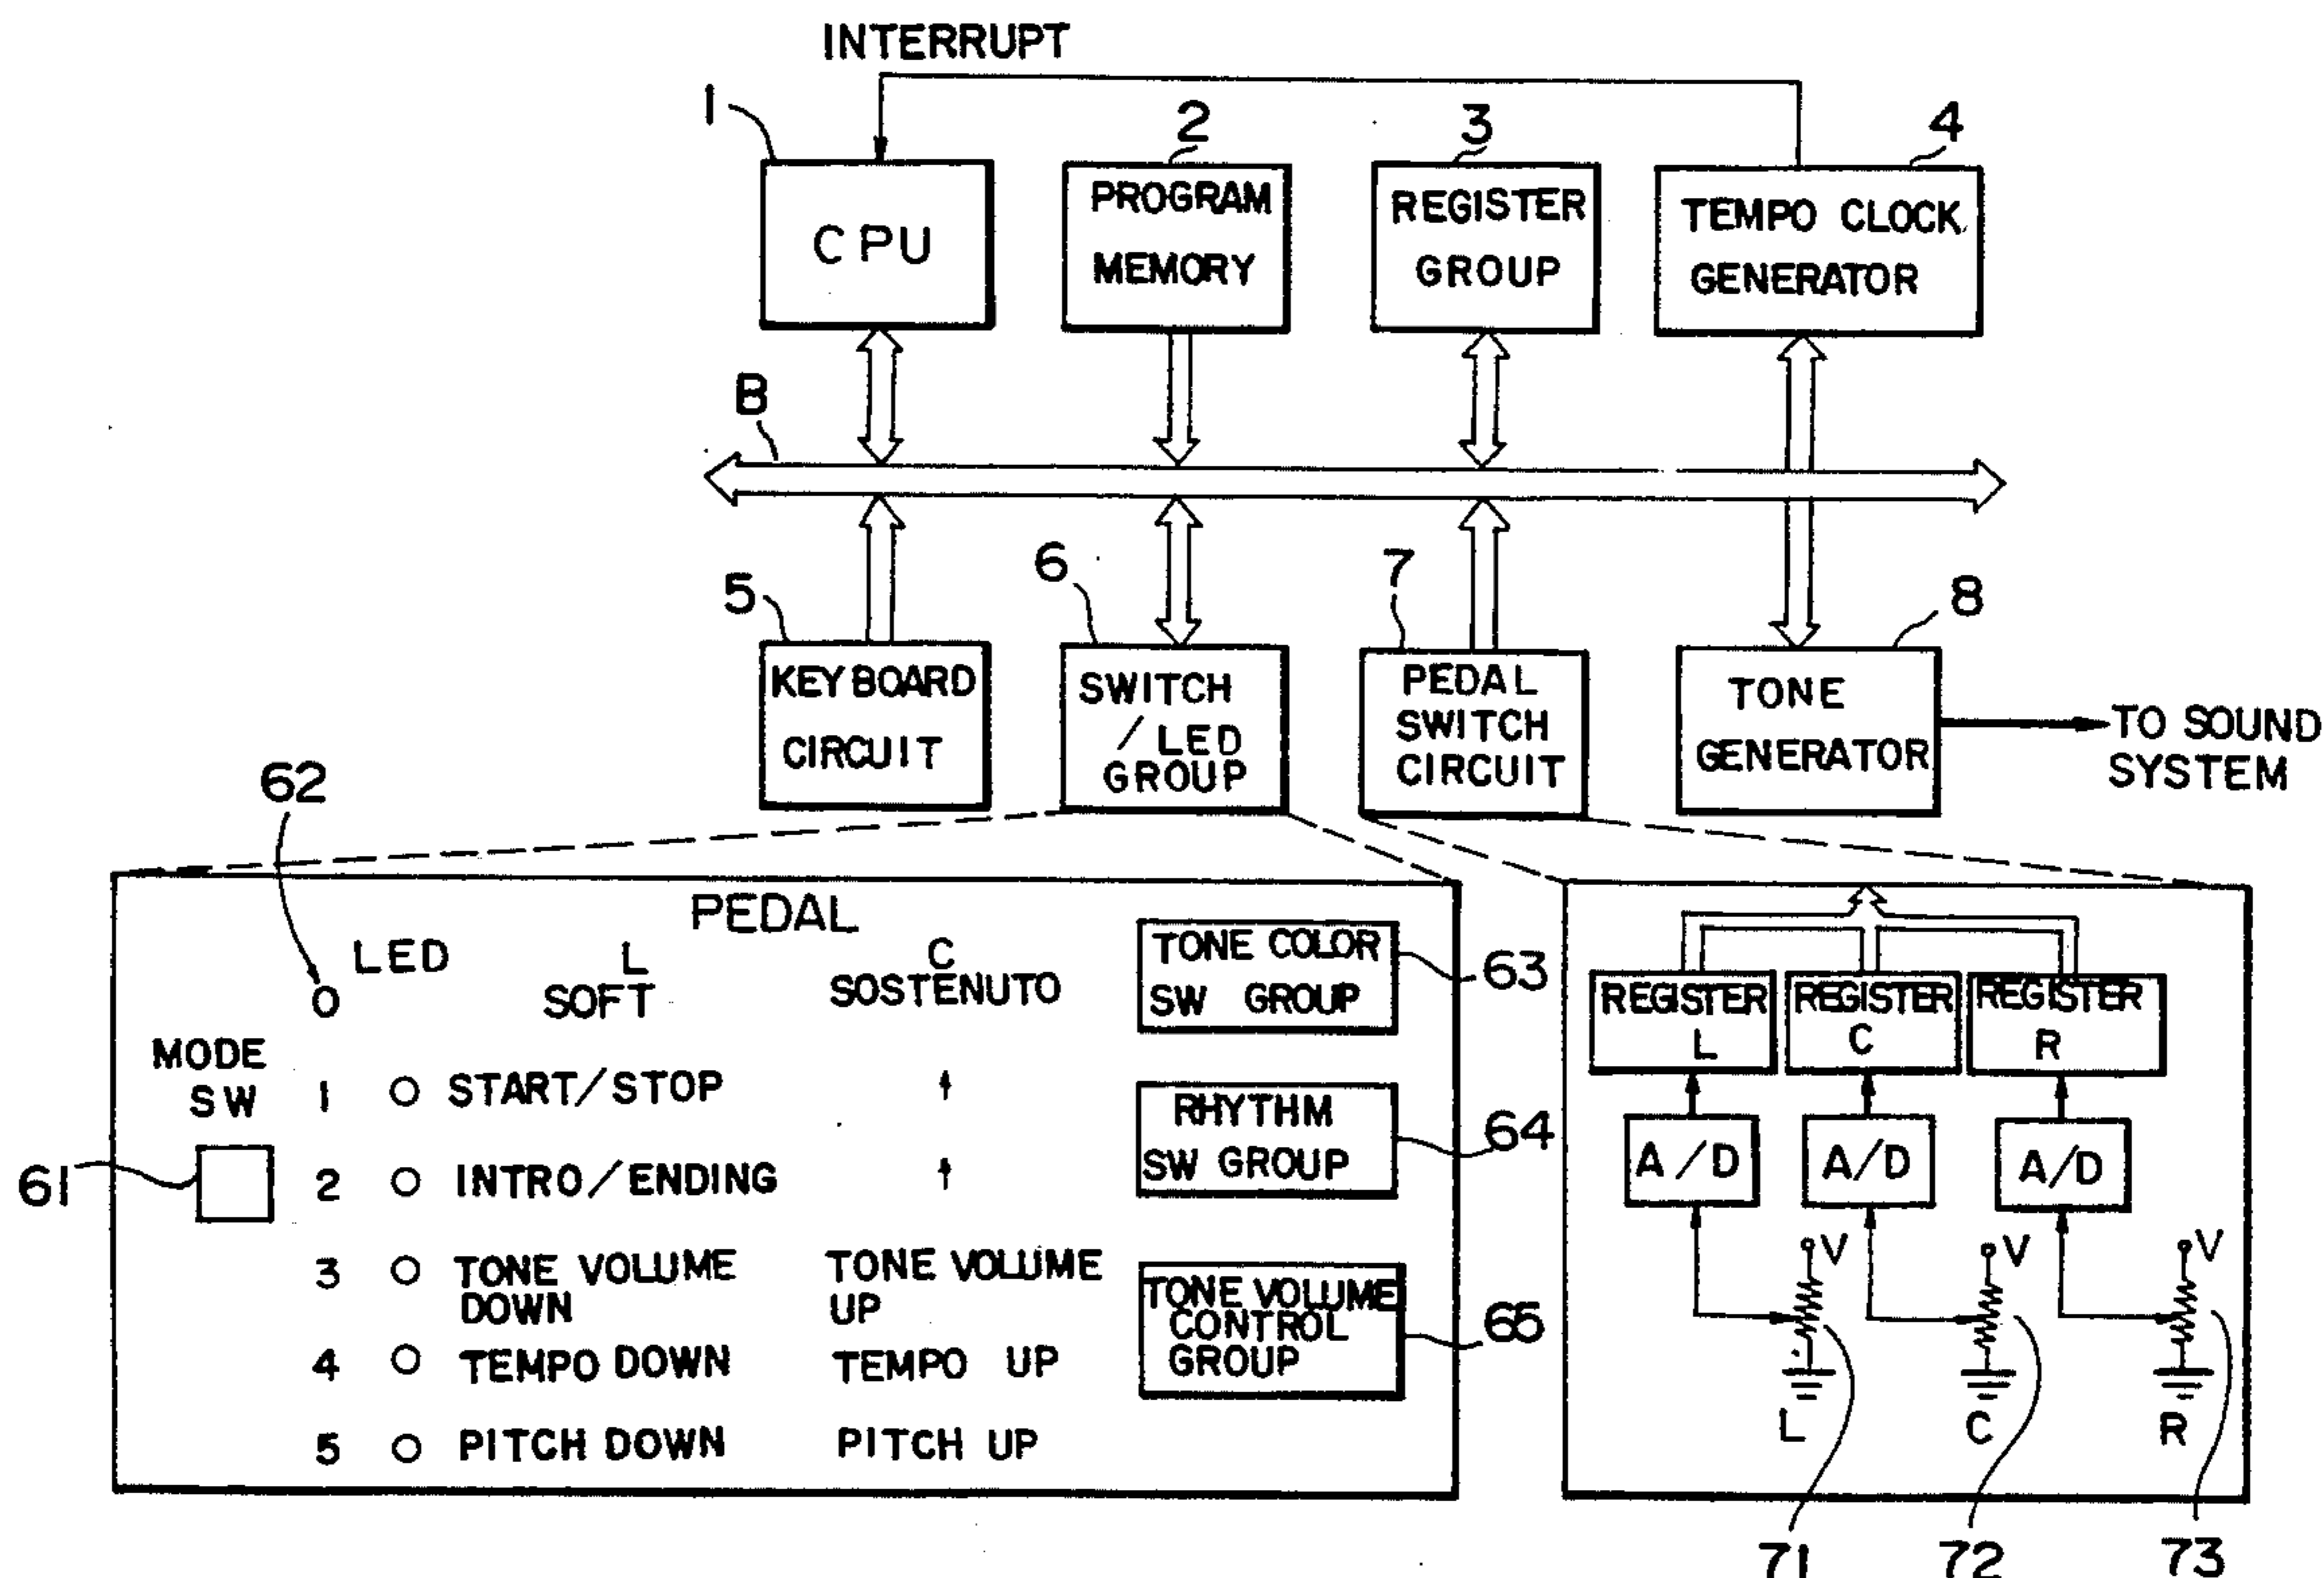 INTERRUPT
1
2
3
4
CPU
PROGRAM
MEMORY
REGISTER
GROUP
TEMPO CLOCK
GENERATOR
B
5
6
7
8
KEYBOARD
CIRCUIT
SWITCH
/ LED
GROUP
PEDAL
SWITCH
CIRCUIT
TONE
GENERATOR
TO SOUND
SYSTEM
62
PEDAL
LED
L
C
0
SOFT
SOSTENUTO
MODE
SW
61
1
START/STOP
↑
2
INTRO/ENDING
↑
3
TONE VOLUME
DOWN
TONE VOLUME
UP
4
TEMPO DOWN
TEMPO UP
5
PITCH DOWN
PITCH UP
TONE COLOR
SW GROUP
63
RHYTHM
SW GROUP
64
TONE VOLUME
CONTROL
GROUP
65
REGISTER
L
REGISTER
C
REGISTER
R
A/D
A/D
A/D
V
V
V
L
C
R
71
72
73